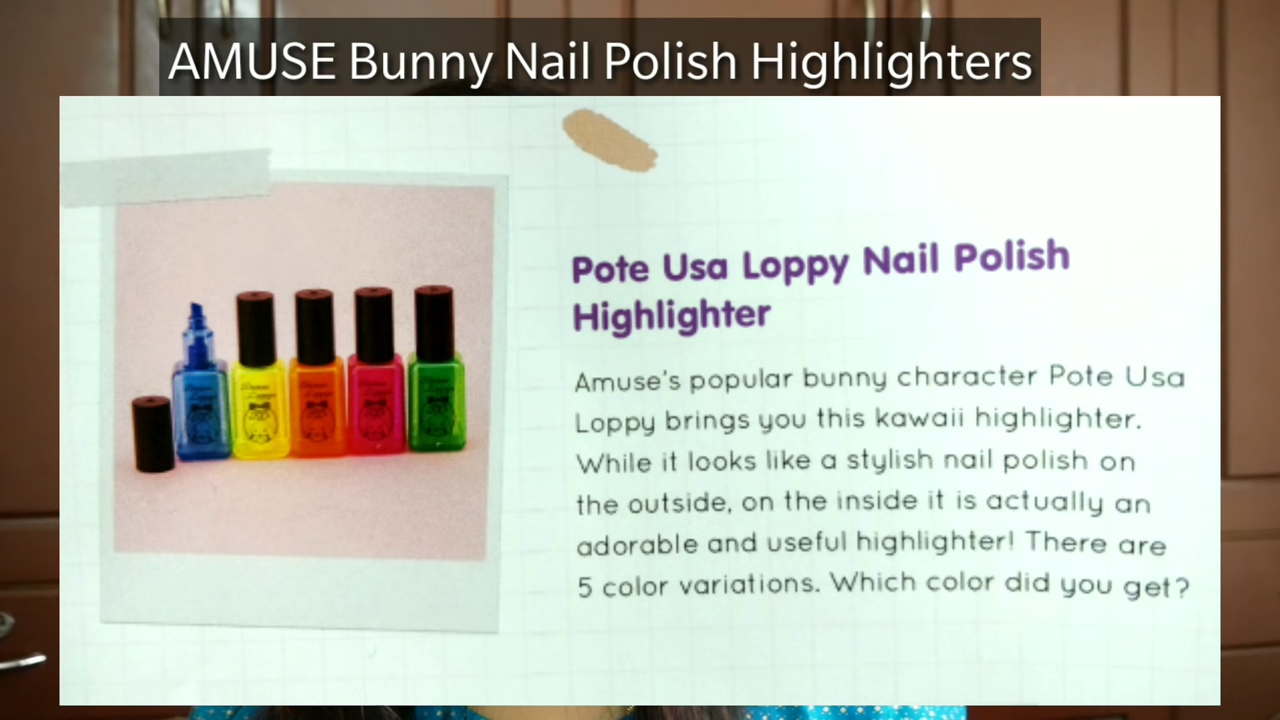 AMUSE Bunny Nail Polish Highlighters
Pote Usa Loppy Nail Polish
Highlighter
Amuse's popular bunny character Pote Usa
Loppy brings you this kawaii highlighter.
While it looks like a stylish nail polish on
the outside, on the inside it is actually an
adorable and useful highlighter! There are
5 color variations. Which color did you get?